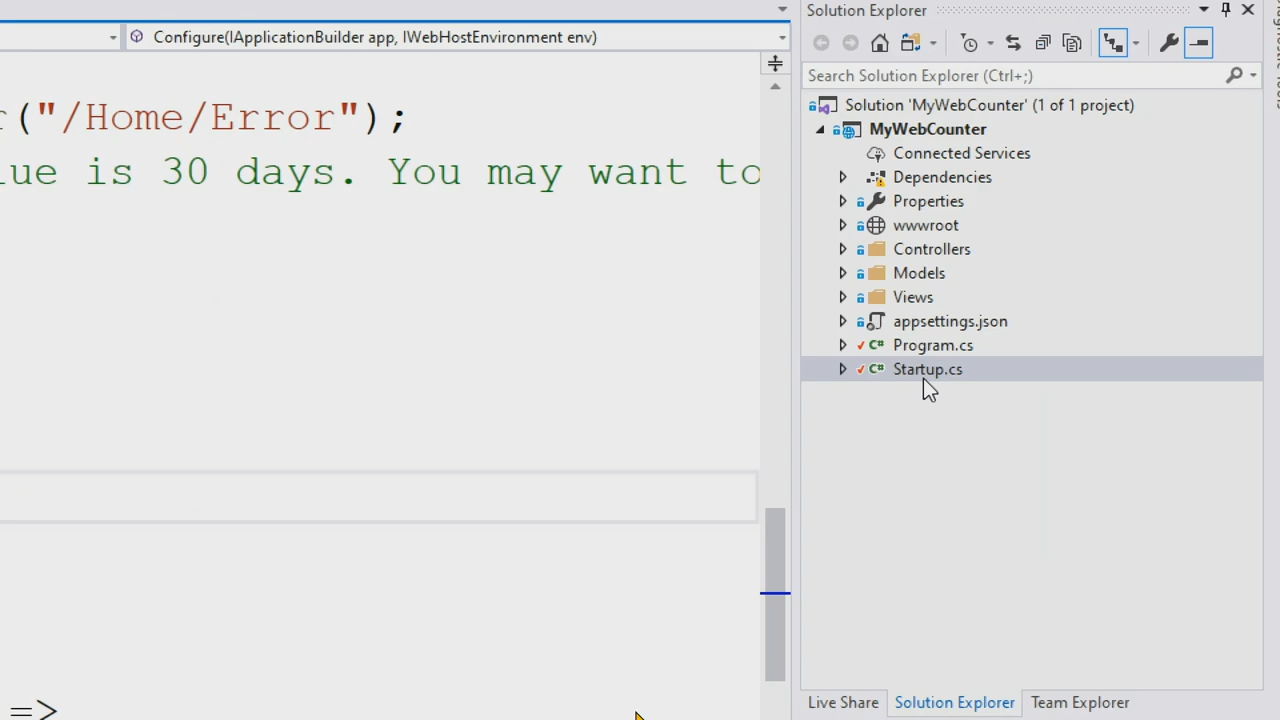 Configure(IApplicationBuilder app, IWebHostEnvironment env)
r("/Home/Error");
lue is 30 days. You may want to
=>
Solution Explorer
Search Solution Explorer (Ctrl+;)
Solution 'MyWebCounter' (1 of 1 project)
MyWebCounter
Connected Services
Dependencies
Properties
wwwroot
Controllers
Models
Views
appsettings.json
C# Program.cs
C# Startup.cs
Live Share
Solution Explorer
Team Explorer